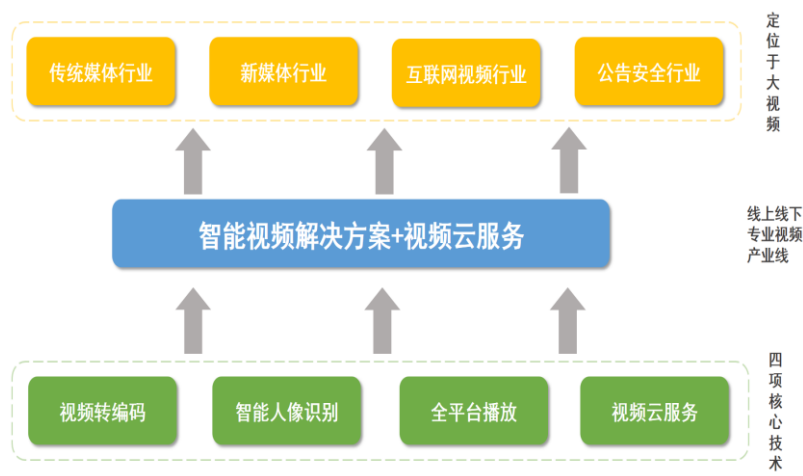 传统媒体行业
新媒体行业
互联网视频行业
公告安全行业
定位于大视频
智能视频解决方案+视频云服务
线上线下
专业视频
产业线
视频转编码
智能人像识别
全平台播放
视频云服务
四项核心技术